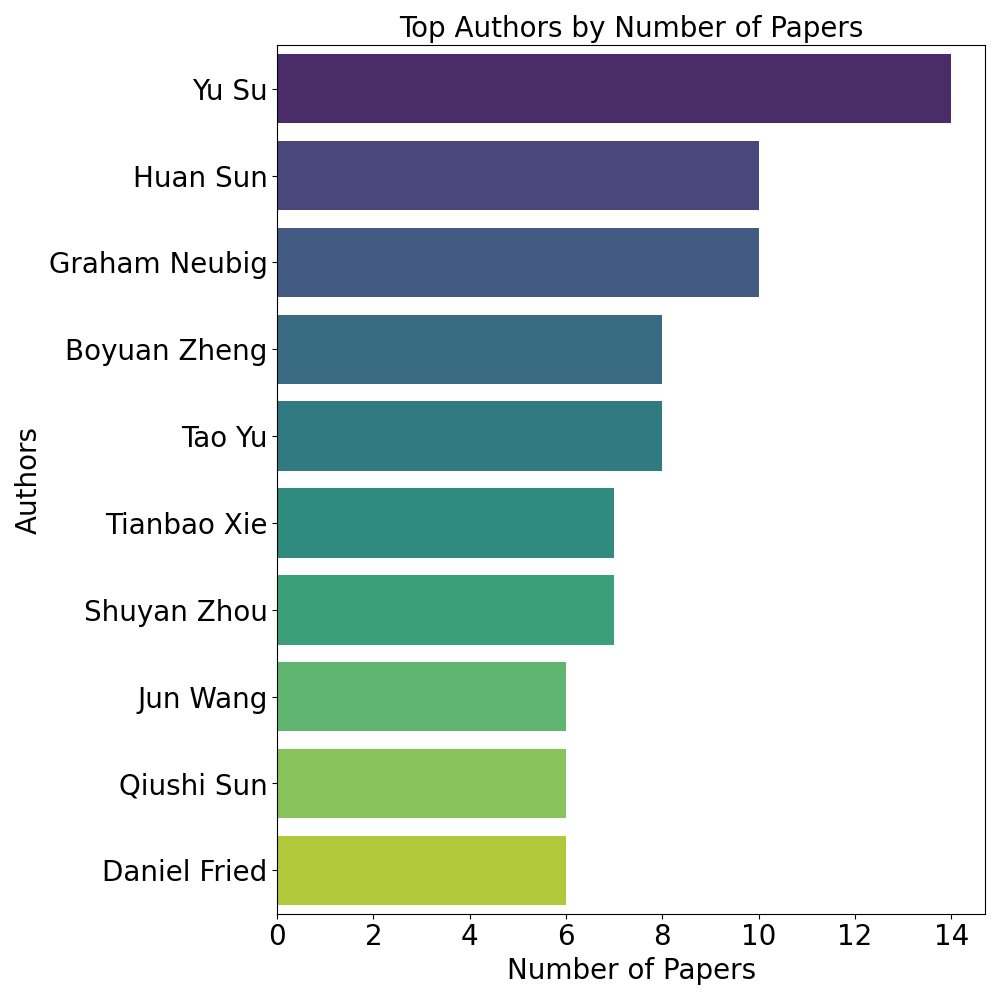 Top Authors by Number of Papers
Yu Su
Huan Sun
Graham Neubig
Boyuan Zheng
Tao Yu
Tianbao Xie
Shuyan Zhou
Jun Wang
Qiushi Sun
Daniel Fried
Authors
0 2 4 6 8 10 12 14
Number of Papers